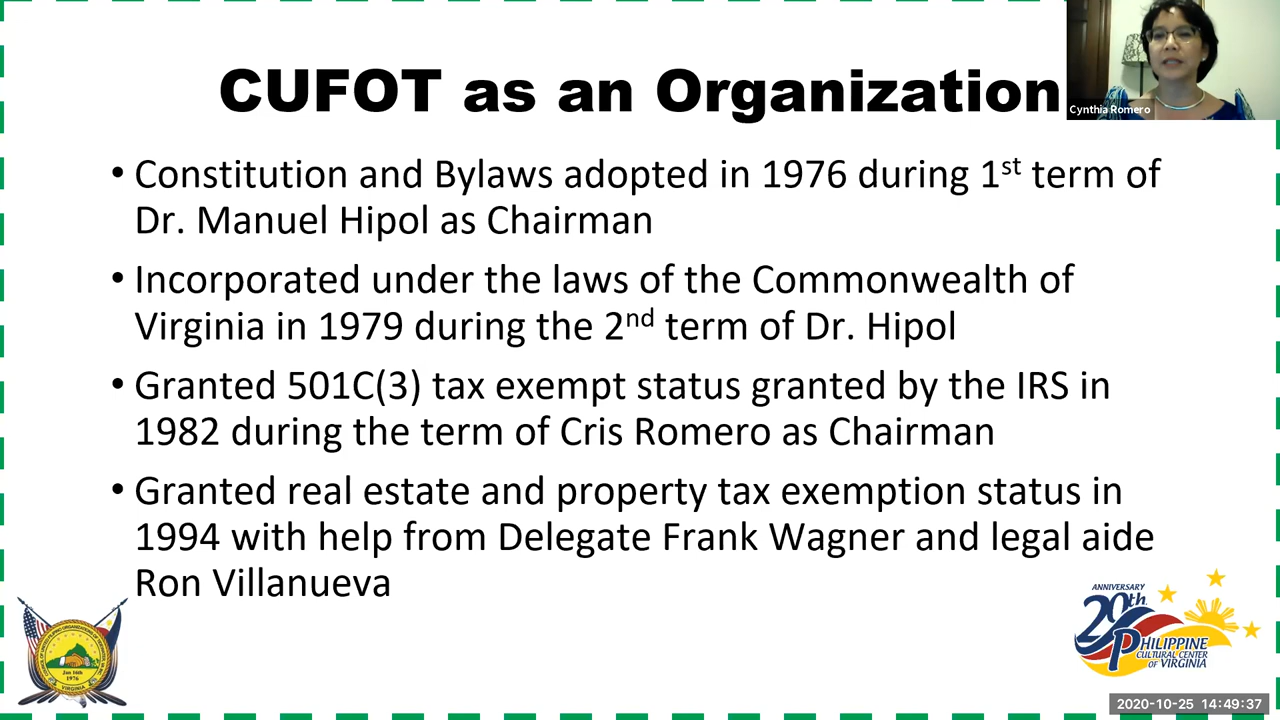 CUFOT as an Organization
Cynthia Romero
• Constitution and Bylaws adopted in 1976 during 1st term of
Dr. Manuel Hipol as Chairman
• Incorporated under the laws of the Commonwealth of
Virginia in 1979 during the 2nd term of Dr. Hipol
• Granted 501C(3) tax exempt status granted by the IRS in
1982 during the term of Cris Romero as Chairman
• Granted real estate and property tax exemption status in
1994 with help from Delegate Frank Wagner and legal aide
Ron Villanueva
Jan 16th
1976
VIRGINIA
ANNIVERSARY
20th
PHILIPPINE
CULTURAL CENTER
OF VIRGINIA
2020-10-25 14:49:37